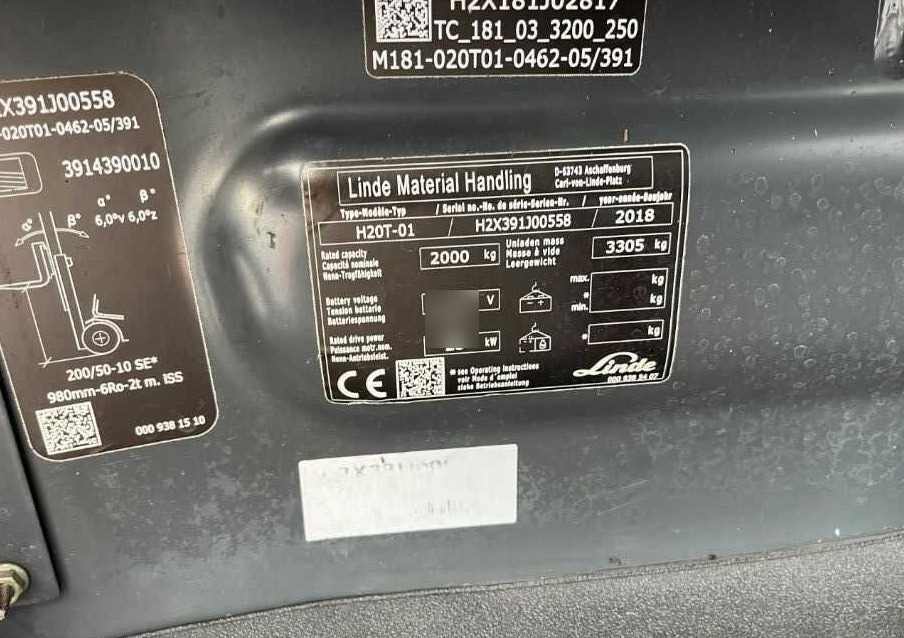 H2X181J02817
TC_181_03_3200_250
M181-020T01-0462-05/391
X391J00558
-020T01-0462-05/391
3914390010
α° β°
α° β° 6,0°v 6,0°z
200/50-10 SE*
980mm-6Ro-2t m. iSS
000 938 15 10
Linde Material Handling
D-63743 Aschaffenburg
Carl-von-Linde-Platz
Type-Modèle-Typ / Serial no.-No. de série-Serien-Nr. / year-année-Baujahr
H20T-01 / H2X391J00558 / 2018
Rated capacity
Capacité nominale
Nenn-Tragfähigkeit
2000 kg
Unladen mass
Masse à vide
Leergewicht
3305 kg
Battery voltage
Tension batterie
Batteriespannung
V
- +
max. kg
* min. kg
Rated drive power
Puissance motr.nom.
Nenn-Antriebsleist.
kW
* kg
CE
* see Operating Instructions
voir Mode d'emploi
siehe Betriebsanleitung
Linde
000 938 54 07